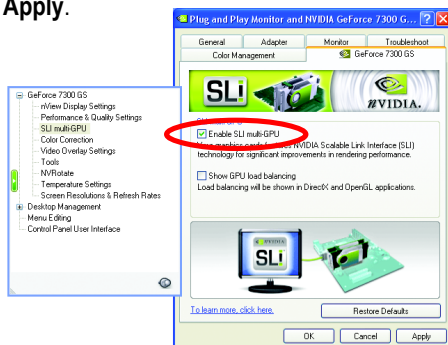 Apply.
Plug and Play Monitor and NVIDIA GeForce 7300 G...
General Adapter Monitor Troubleshoot
Color Management GeForce 7300 GS
SLI
NVIDIA.
GeForce 7300 GS
nView Display Settings
Performance & Quality Settings
SLI multi-GPU
Color Correction
Video Overlay Settings
Tools
NVRotate
Temperature Settings
Screen Resolutions & Refresh Rates
Desktop Management
Menu Editing
Control Panel User Interface
Enable SLI multi-GPU
NVIDIA Scalable Link Interface (SLI)
technology for significant improvements in rendering performance.
Show GPU load balancing
Load balancing will be shown in DirectX and OpenGL applications.
NVIDIA
SLI
To learn more, click here.
Restore Defaults
OK Cancel Apply